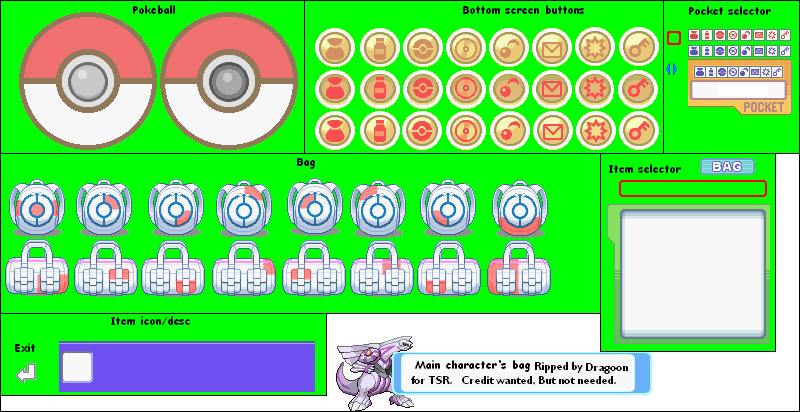 Pokeball
Bottom screen buttons
Pocket selector
POCKET
Bag
Item selector
BAG
Item icon/desc
Exit
Main character's bag Ripped by Dragoon
for TSR. Credit wanted, But not needed.